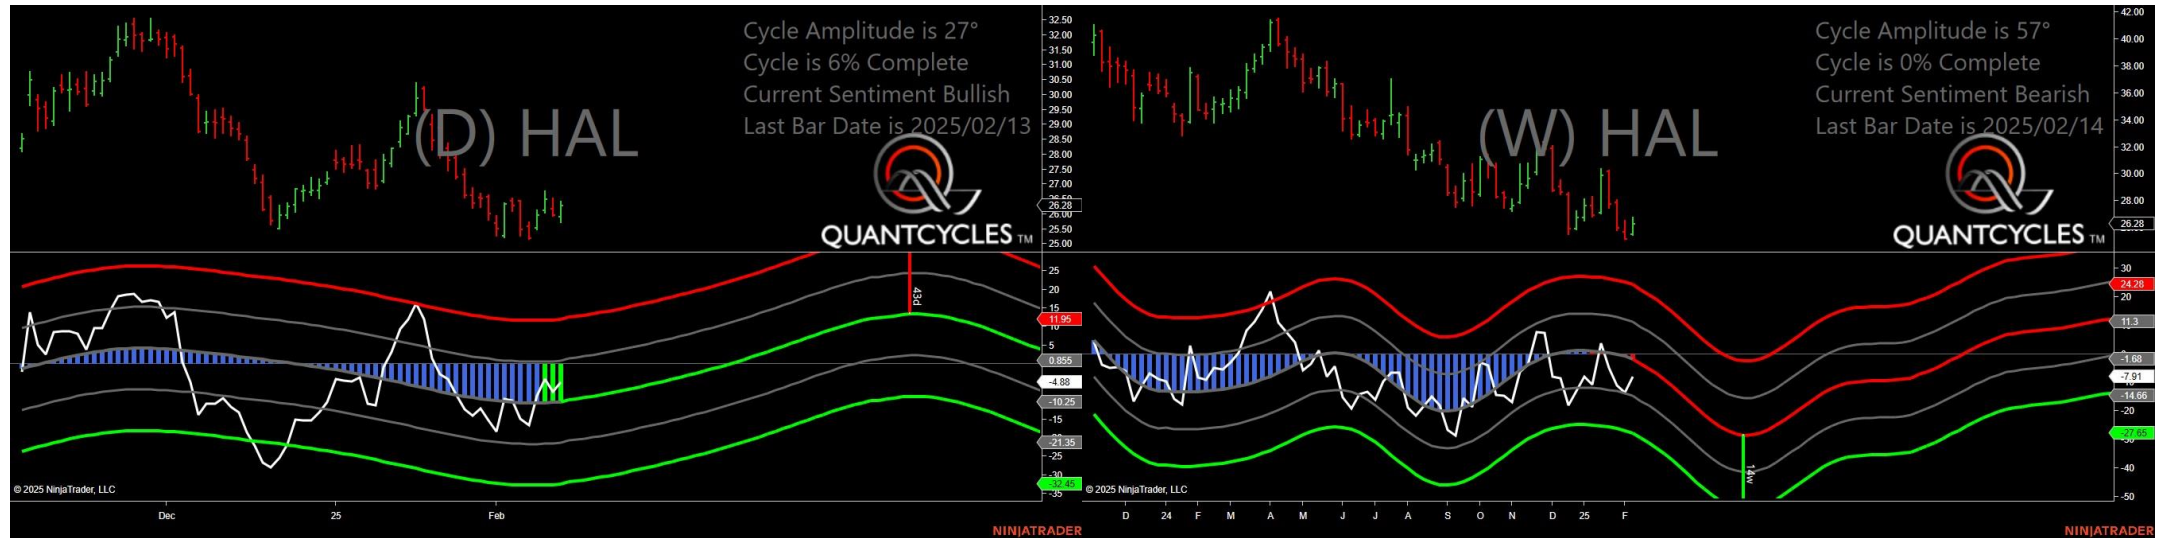 Cycle Amplitude is 27°
Cycle is 6% Complete
Current Sentiment Bullish
Last Bar Date is 2025/02/13
(D) HAL
QUANTCYCLES TM
32.50
32.00
31.50
31.00
30.50
30.00
29.50
29.00
28.50
28.00
27.50
27.00
26.28
26.00
25.50
25.00
43d
25
20
15
11.95
10
5
0.855
-4.88
-10.25
-15
-21.35
-25
-30
-32.45
-35
© 2025 NinjaTrader, LLC
Dec
25
Feb
NINJATRADER
Cycle Amplitude is 57°
Cycle is 0% Complete
Current Sentiment Bearish
Last Bar Date is 2025/02/14
(W) HAL
QUANTCYCLES TM
42.00
40.00
38.00
36.00
34.00
32.00
30.00
28.00
26.28
14w
30
24.28
20
11.3
-1.68
-7.91
-14.66
-20
-27.65
-40
-50
© 2025 NinjaTrader, LLC
D
24
F
M
A
M
J
J
A
S
O
N
D
25
F
NINJATRADER